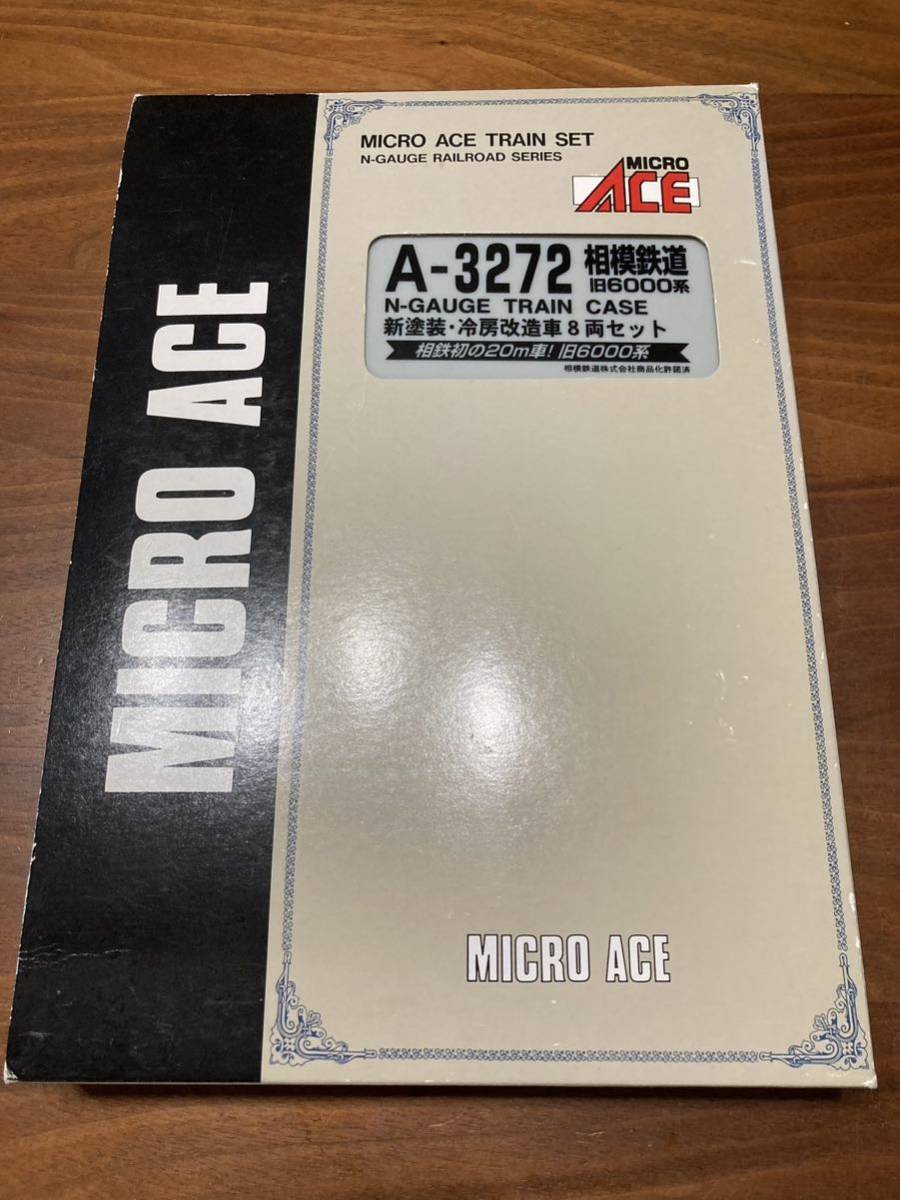 MICRO ACE TRAIN SET
N-GAUGE RAILROAD SERIES
MICRO
ACE
A-3272 相模鉄道
旧6000系
N-GAUGE TRAIN CASE
新塗装・冷房改造車8両セット
相鉄初の20m車!旧6000系
相模鉄道株式会社商品化許諾済
MICRO ACE
MICRO ACE